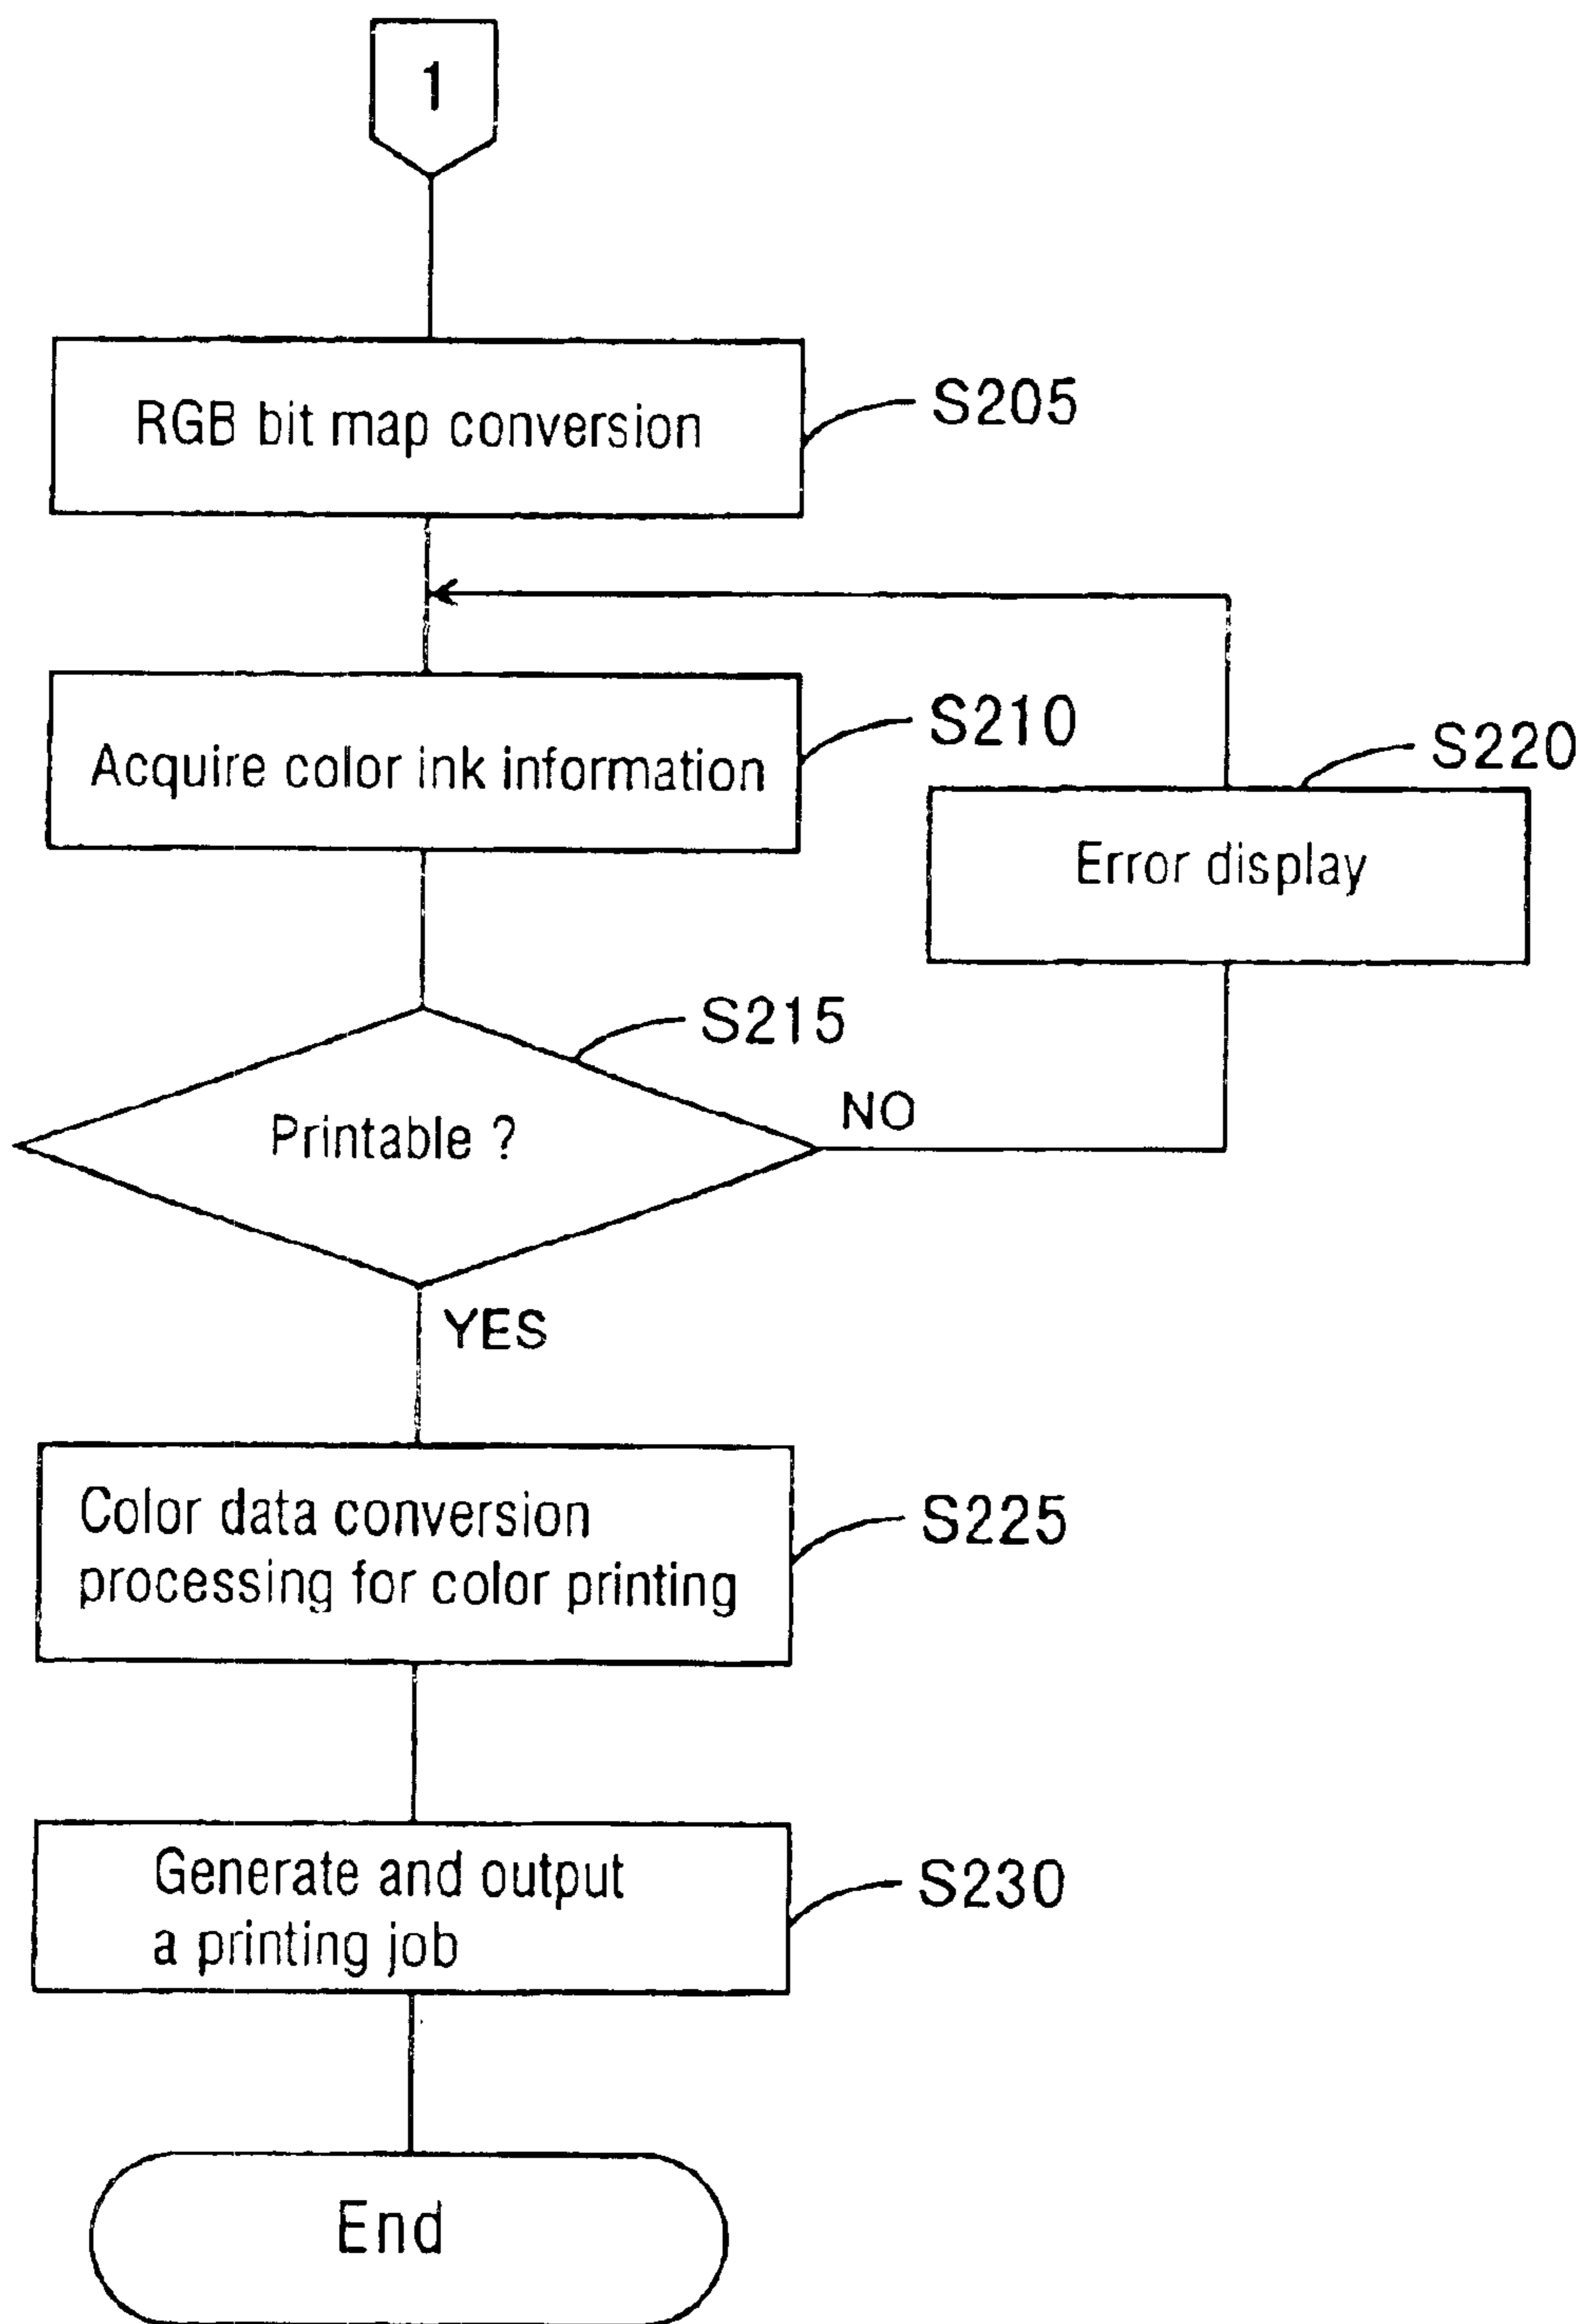 1
RGB bit map conversion
S205
Acquire color ink information
S210
S220
Error display
S215
Printable ?
NO
YES
Color data conversion
processing for color printing
S225
Generate and output
a printing job
S230
End